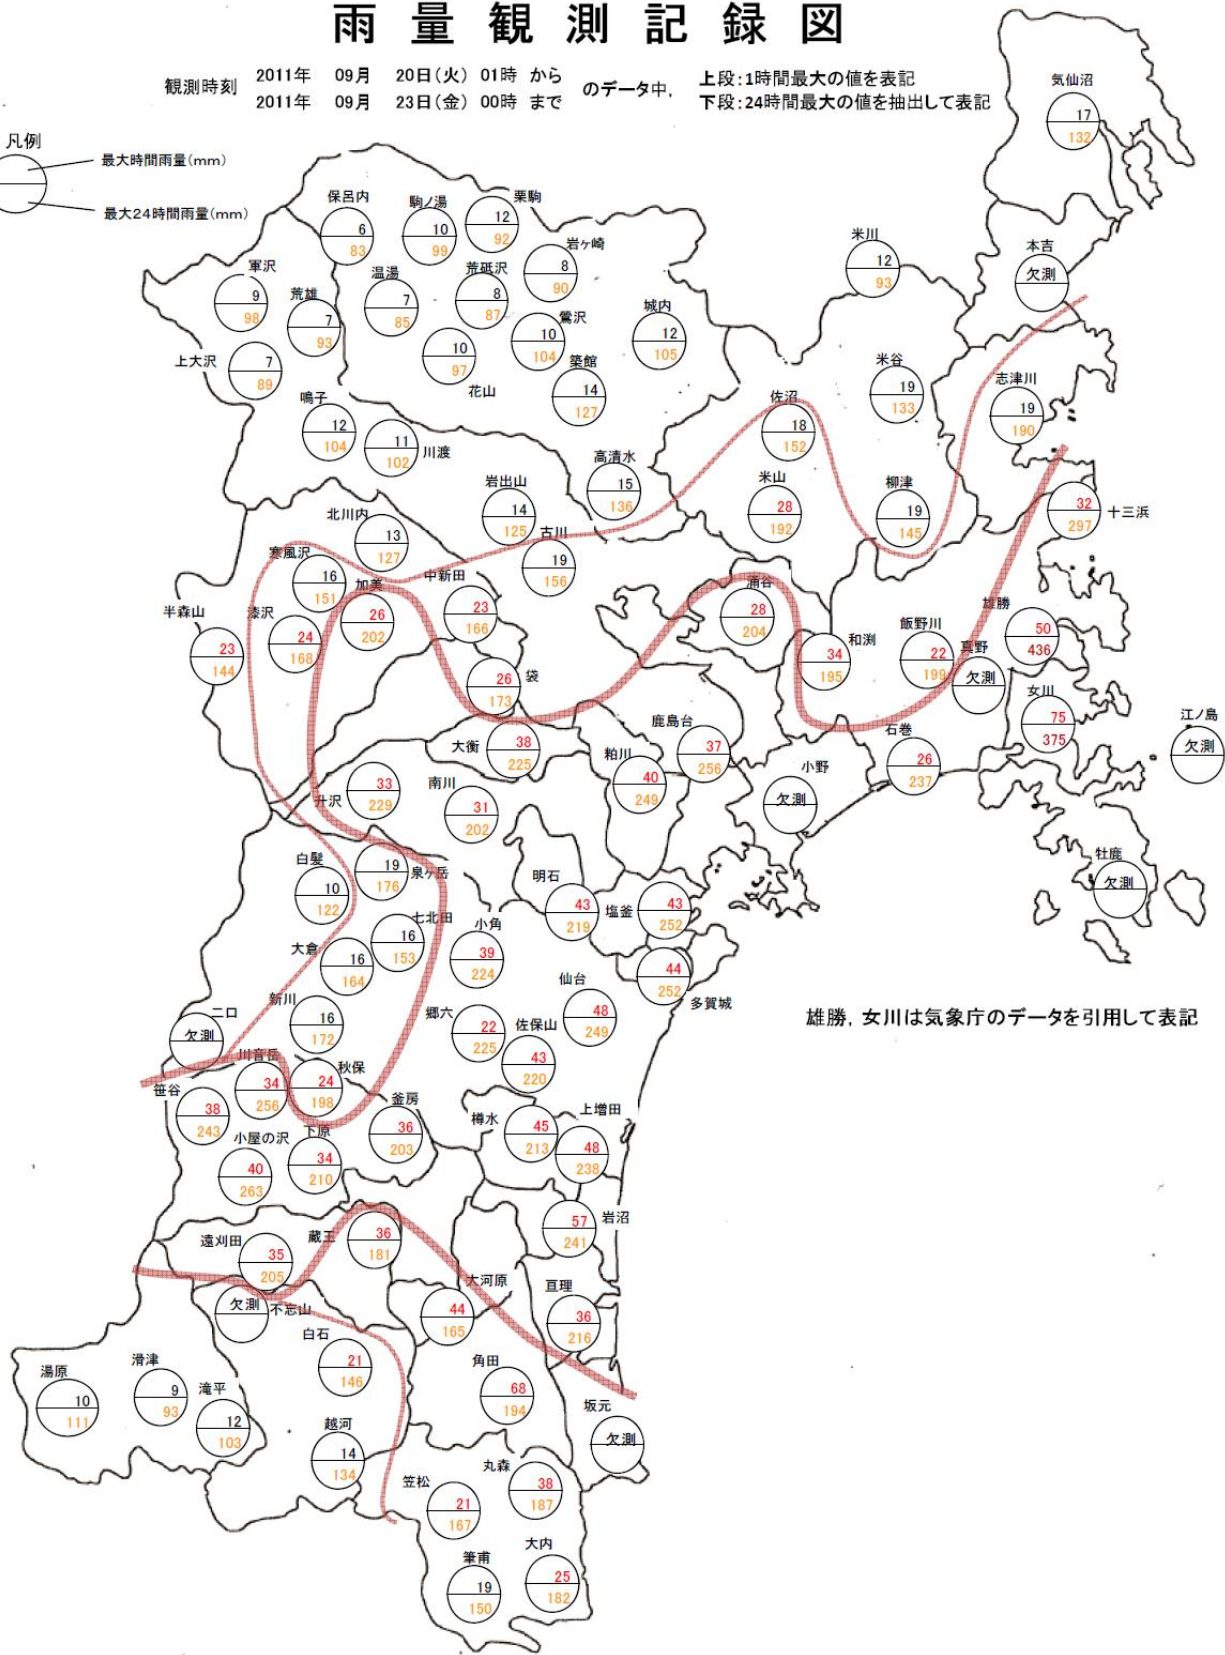 雨量観測記録図
観測時刻 2011年 09月 20日(火) 01時 から
2011年 09月 23日(金) 00時 まで
のデータ中,
上段:1時間最大の値を表記
下段:24時間最大の値を抽出して表記
凡例
最大時間雨量(mm)
最大24時間雨量(mm)
気仙沼
17
132
保呂内
6
83
駒ノ湯
10
99
栗駒
12
92
岩ヶ崎
8
90
米川
12
93
本吉
欠測
軍沢
9
98
荒雄
7
93
温湯
7
85
荒砥沢
8
87
鶯沢
10
104
城内
12
105
上大沢
7
89
花山
10
97
築館
14
127
米谷
19
133
志津川
19
190
鳴子
12
104
川渡
11
102
佐沼
18
152
高清水
15
136
岩出山
14
125
米山
28
192
柳津
19
145
十三浜
32
297
北川内
13
127
古川
19
156
寒風沢
16
151
加美
26
202
中新田
23
166
涌谷
28
204
半森山
23
144
漆沢
24
168
袋
26
173
和渕
34
195
飯野川
22
199
真野
欠測
雄勝
50
436
女川
75
375
江ノ島
欠測
大衡
38
225
鹿島台
37
256
粕川
40
249
小野
欠測
石巻
26
237
升沢
33
229
南川
31
202
牡鹿
欠測
白髪
10
122
泉ヶ岳
19
176
明石
43
219
塩釜
43
252
七北田
16
153
大倉
16
164
小角
39
224
多賀城
44
252
仙台
48
249
雄勝, 女川は気象庁のデータを引用して表記
二口
欠測
新川
16
172
郷六
22
225
佐保山
43
220
笹谷
38
243
川音岳
34
256
秋保
24
198
釜房
36
203
樽水
45
213
上増田
48
238
小屋の沢
40
263
下原
34
210
岩沼
57
241
遠刈田
35
205
蔵王
36
181
不忘山
欠測
大河原
44
165
亘理
36
216
白石
21
146
湯原
10
111
滑津
9
93
滝平
12
103
角田
68
194
坂元
欠測
越河
14
134
笠松
21
167
丸森
38
187
筆甫
19
150
大内
25
182